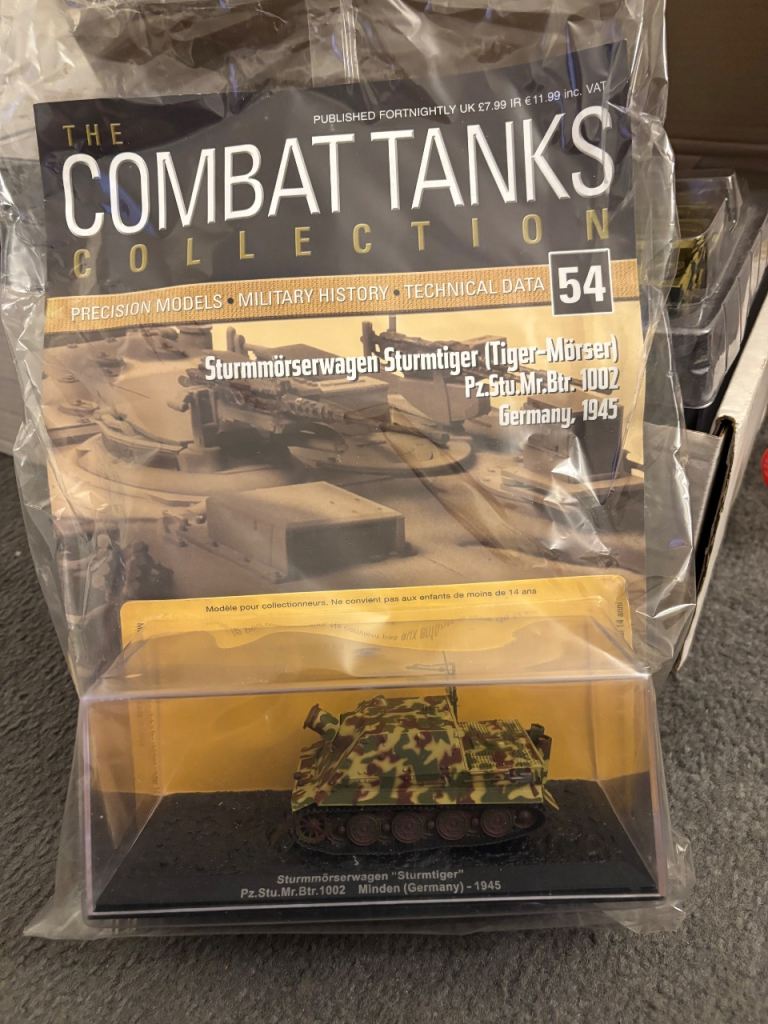 PUBLISHED FORTNIGHTLY UK £7.99 IR €11.99 inc. VAT
THE
COMBAT TANKS
COLLECTION
PRECISION MODELS • MILITARY HISTORY • TECHNICAL DATA 54
Sturmmörserwagen Sturmtiger (Tiger-Mörser)
Pz.Stu.Mr.Btr. 1002
Germany, 1945
Modèle pour collectionneurs. Ne convient pas aux enfants de moins de 14 ans
14 anni
Sturmmörserwagen "Sturmtiger"
Pz.Stu.Mr.Btr.1002 Minden (Germany) - 1945